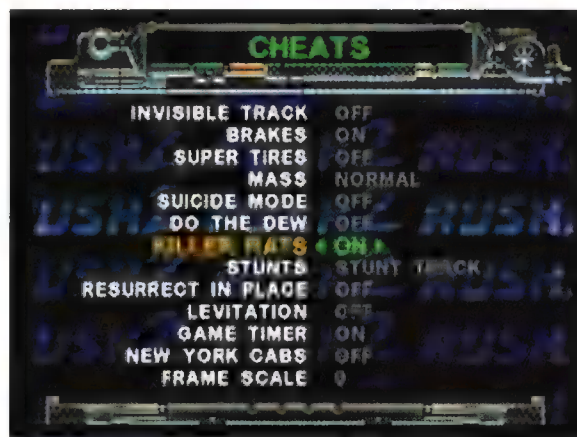 CHEATS
INVISIBLE TRACK OFF
BRAKES ON
SUPER TIRES OFF
MASS NORMAL
SUICIDE MODE OFF
DO THE DEW OFF
KILLER RATS ON
STUNTS STUNT TRACK
RESURRECT IN PLACE OFF
LEVITATION OFF
GAME TIMER ON
NEW YORK CABS OFF
FRAME SCALE 0